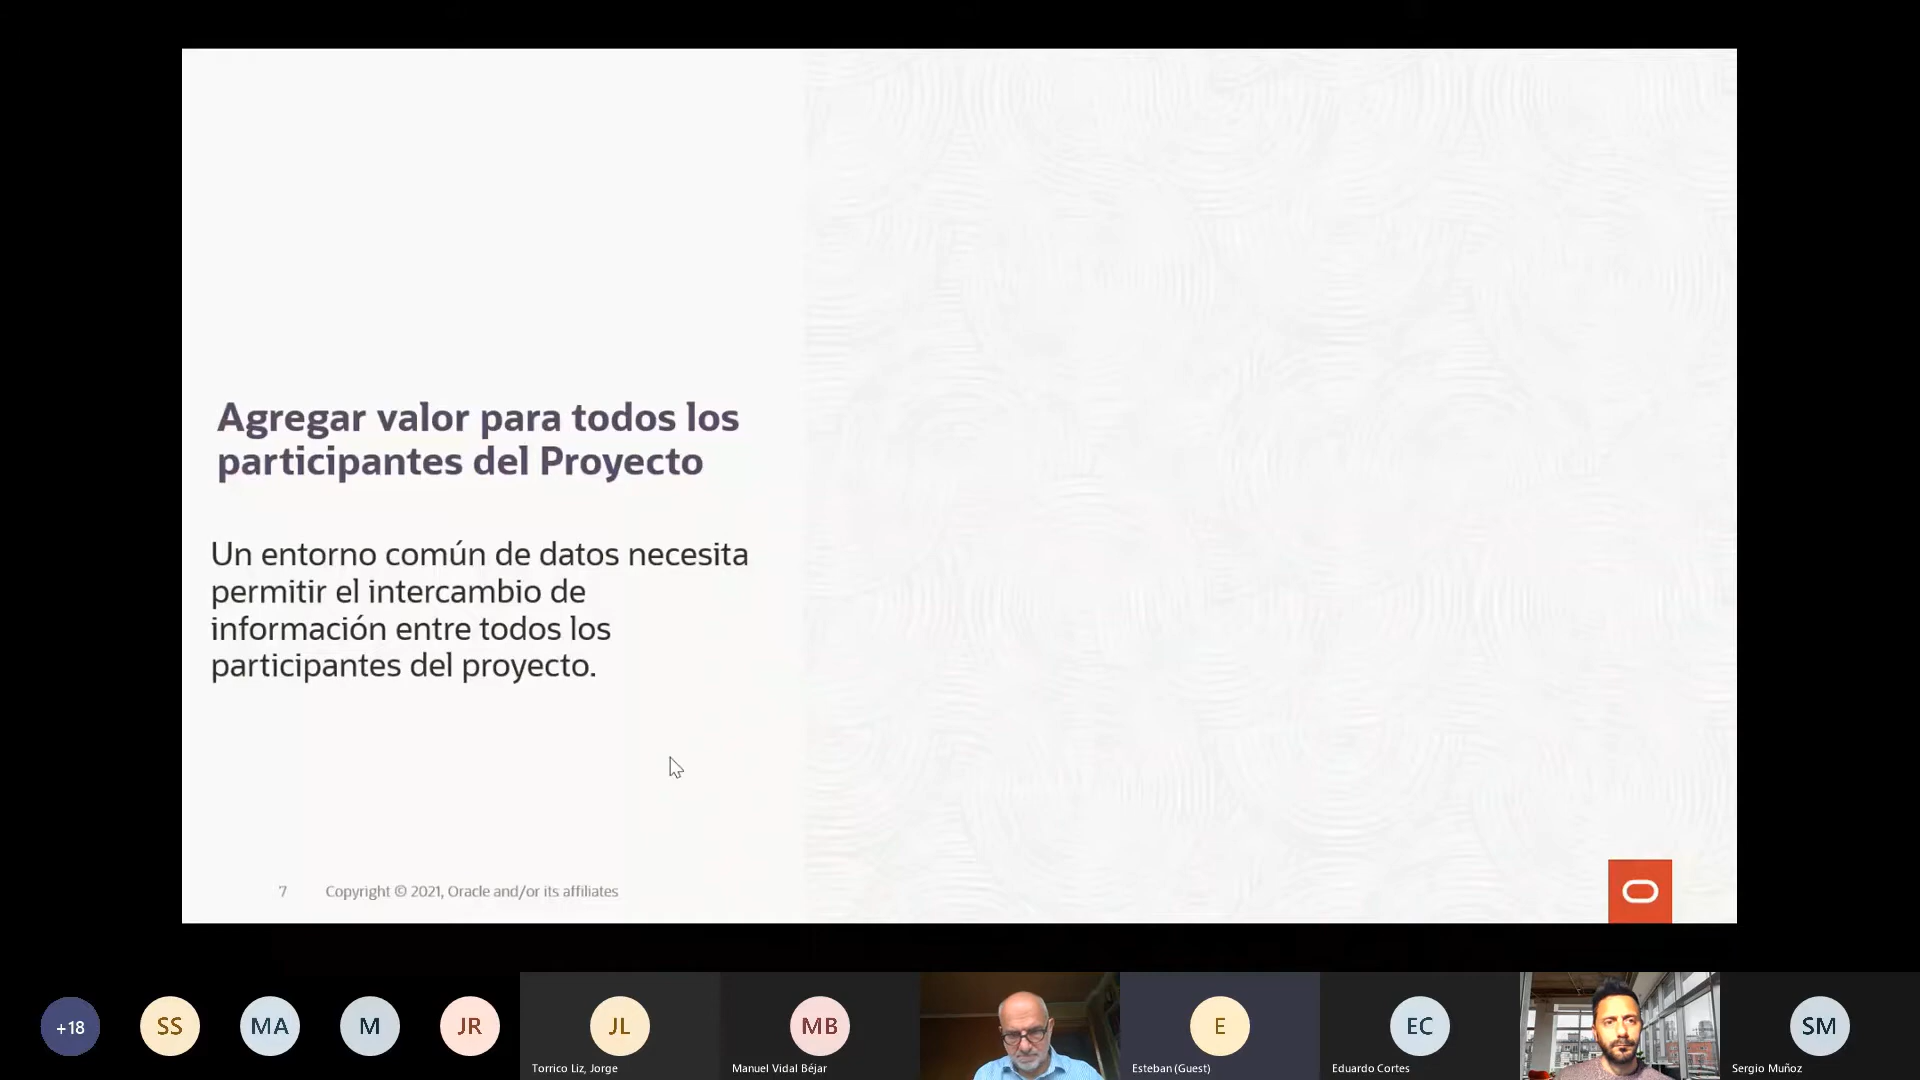 Agregar valor para todos los
participantes del Proyecto
Un entorno común de datos necesita
permitir el intercambio de
información entre todos los
participantes del proyecto.
7 Copyright © 2021, Oracle and/or its affiliates
+18
SS
MA
M
JR
JL
Torrico Liz, Jorge
MB
Manuel Vidal Béjar
E
Esteban (Guest)
EC
Eduardo Cortes
SM
Sergio Muñoz